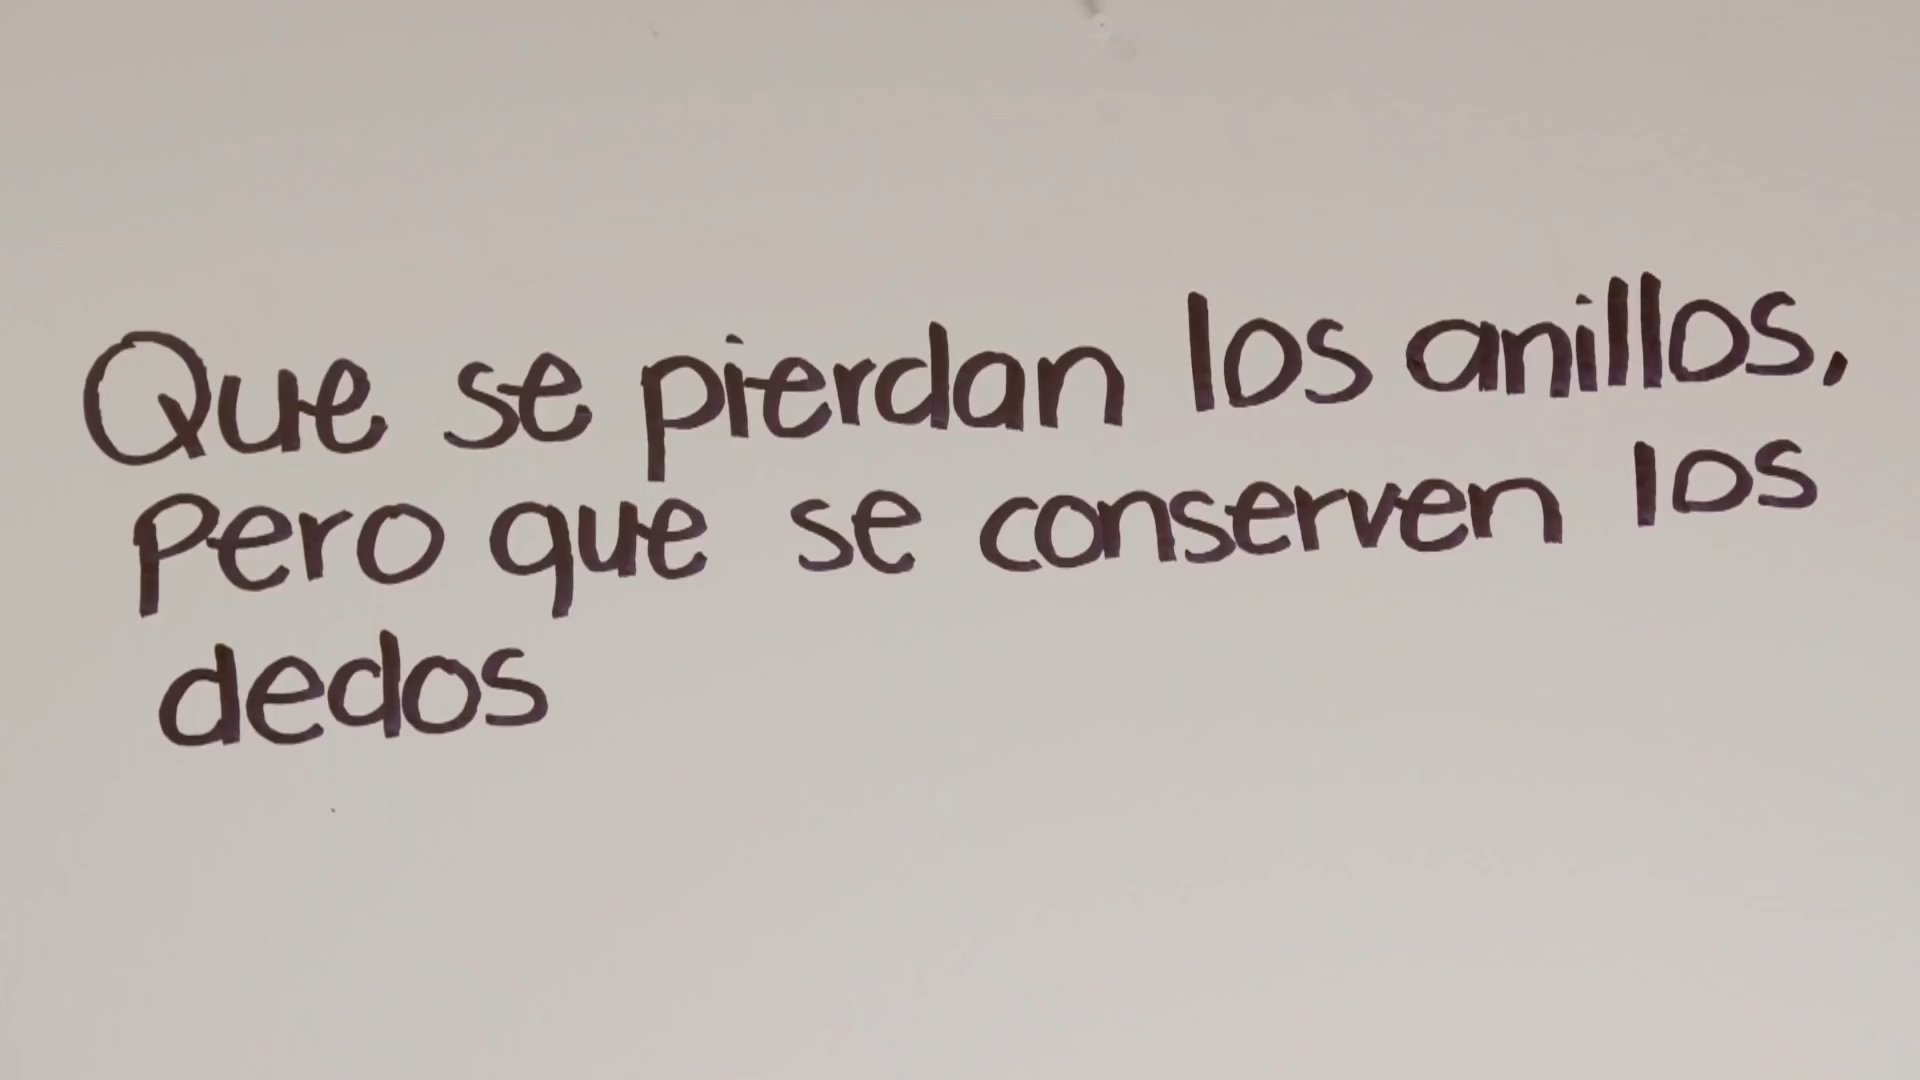 Que se pierdan los anillos,
Pero que se conserven los
dedos